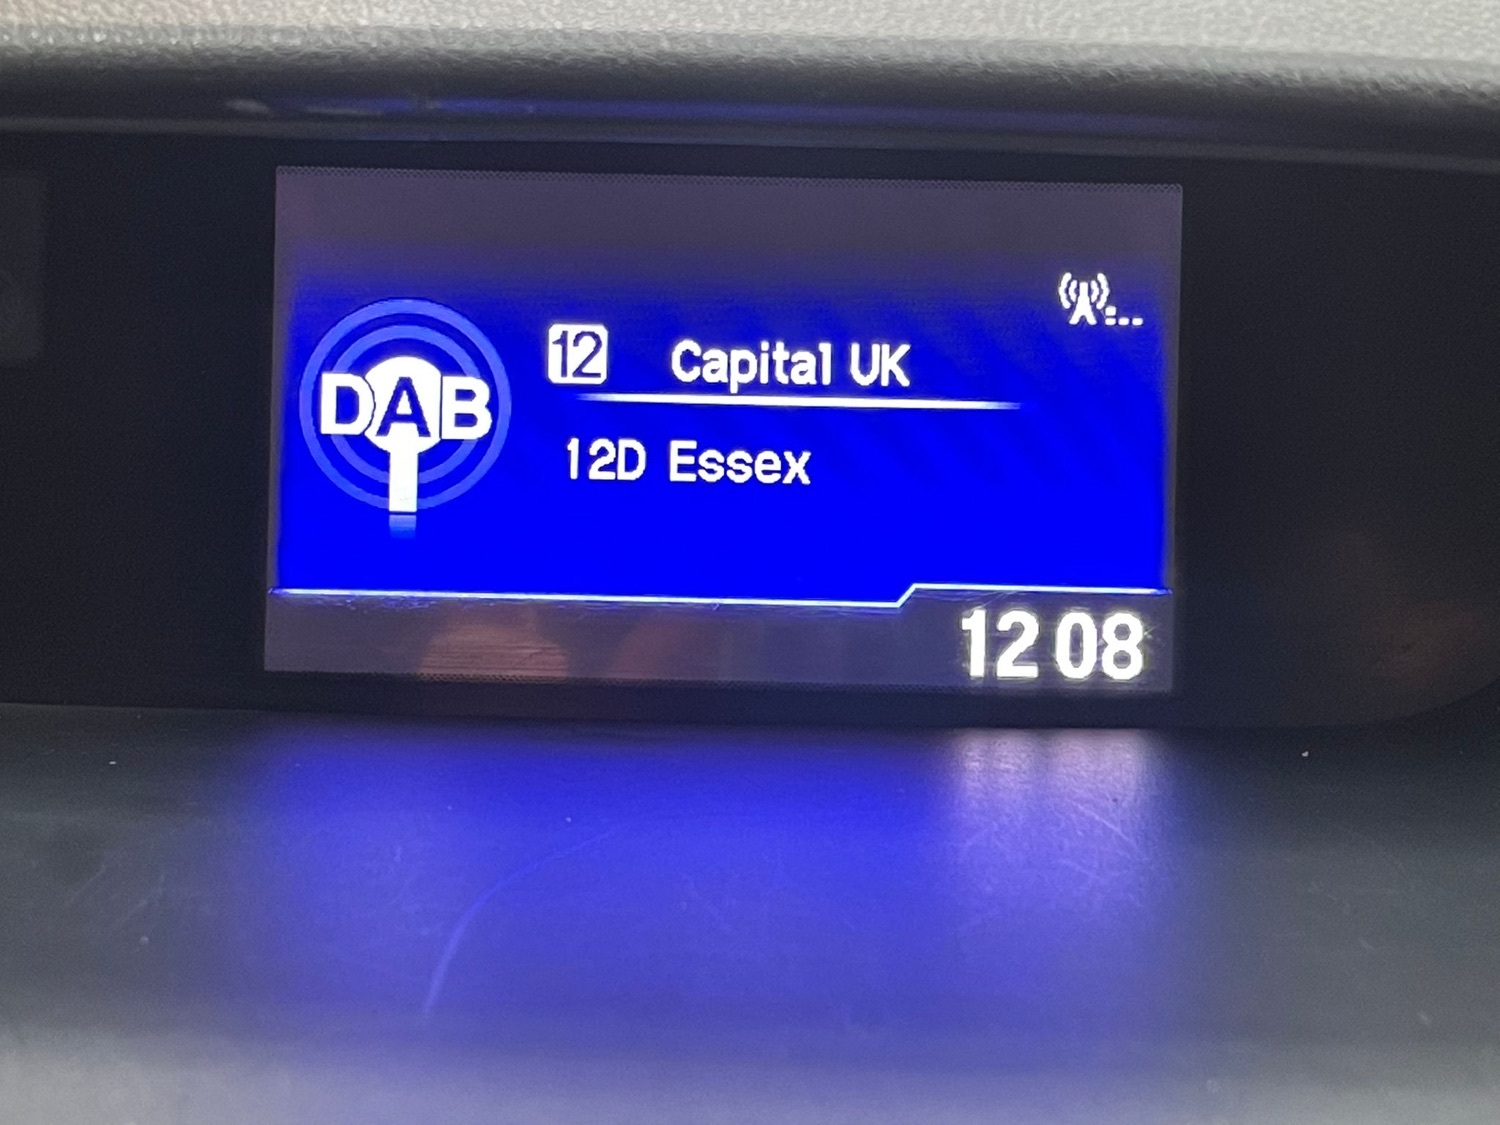 DAB
12 Capital UK
12D Essex
12 08